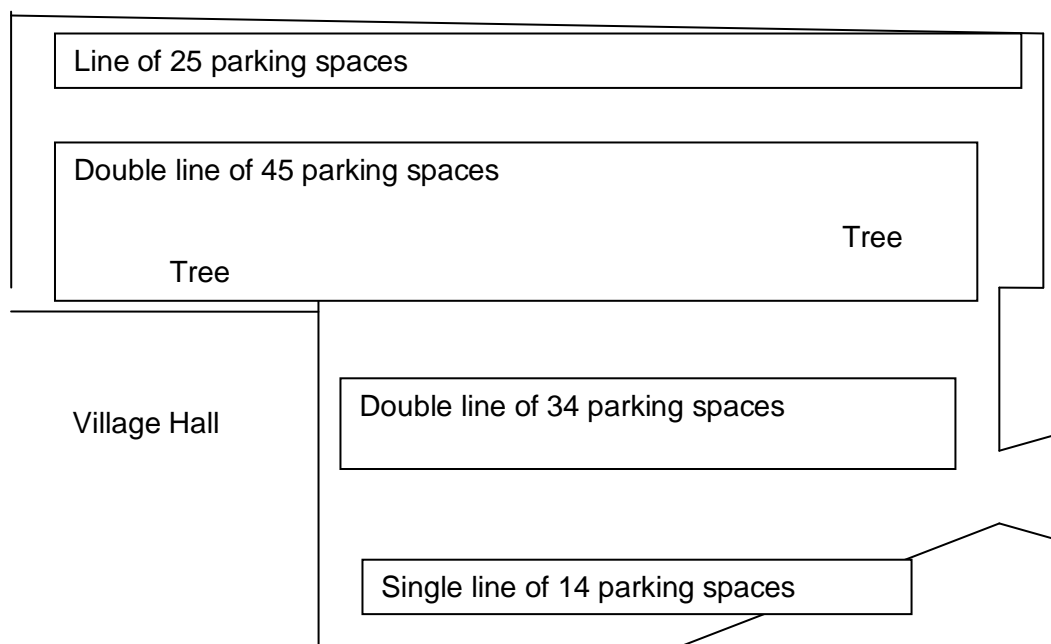 Line of 25 parking spaces
Double line of 45 parking spaces
Tree
Tree
Village Hall
Double line of 34 parking spaces
Single line of 14 parking spaces